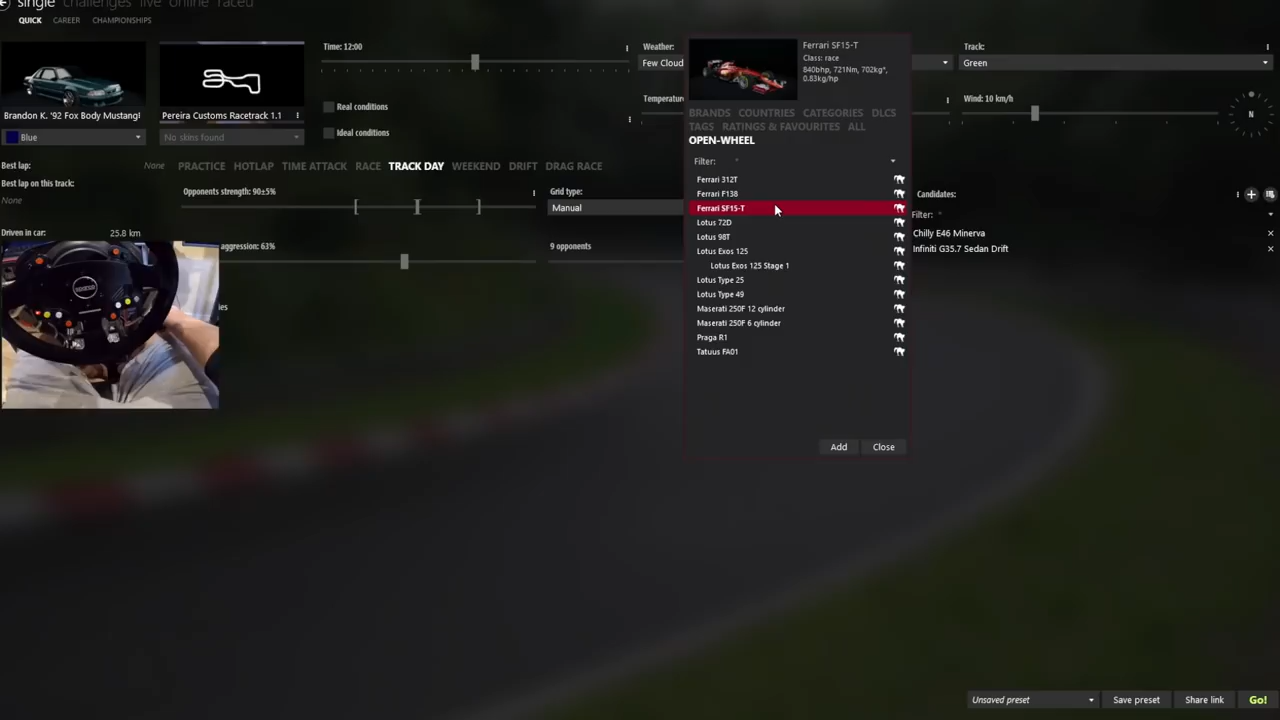 single challenges live online raced
QUICK CAREER CHAMPIONSHIPS
Brandon K. '92 Fox Body Mustang!
Blue
Pereira Customs Racetrack 1.1
No skins found
Time: 12:00
Real conditions
Ideal conditions
Weather:
Few Cloud
Temperature
Track:
Green
Wind: 10 km/h
N
Best lap: None
Best lap on this track:
None
Driven in car: 25.8 km
PRACTICE HOTLAP TIME ATTACK RACE TRACK DAY WEEKEND DRIFT DRAG RACE
Opponents strength: 90±5%
Grid type:
Manual
aggression: 63%
9 opponents
ies
sparco
Ferrari SF15-T
Class: race
840bhp, 721Nm, 702kg*,
0.83kg/hp
BRANDS COUNTRIES CATEGORIES DLCS
TAGS RATINGS & FAVOURITES ALL
OPEN-WHEEL
Filter: *
Ferrari 312T
Ferrari F138
Ferrari SF15-T
Lotus 72D
Lotus 98T
Lotus Exos 125
Lotus Exos 125 Stage 1
Lotus Type 25
Lotus Type 49
Maserati 250F 12 cylinder
Maserati 250F 6 cylinder
Praga R1
Tatuus FA01
Add Close
Candidates:
Filter: *
Chilly E46 Minerva
Infiniti G35.7 Sedan Drift
Unsaved preset
Save preset
Share link
Go!